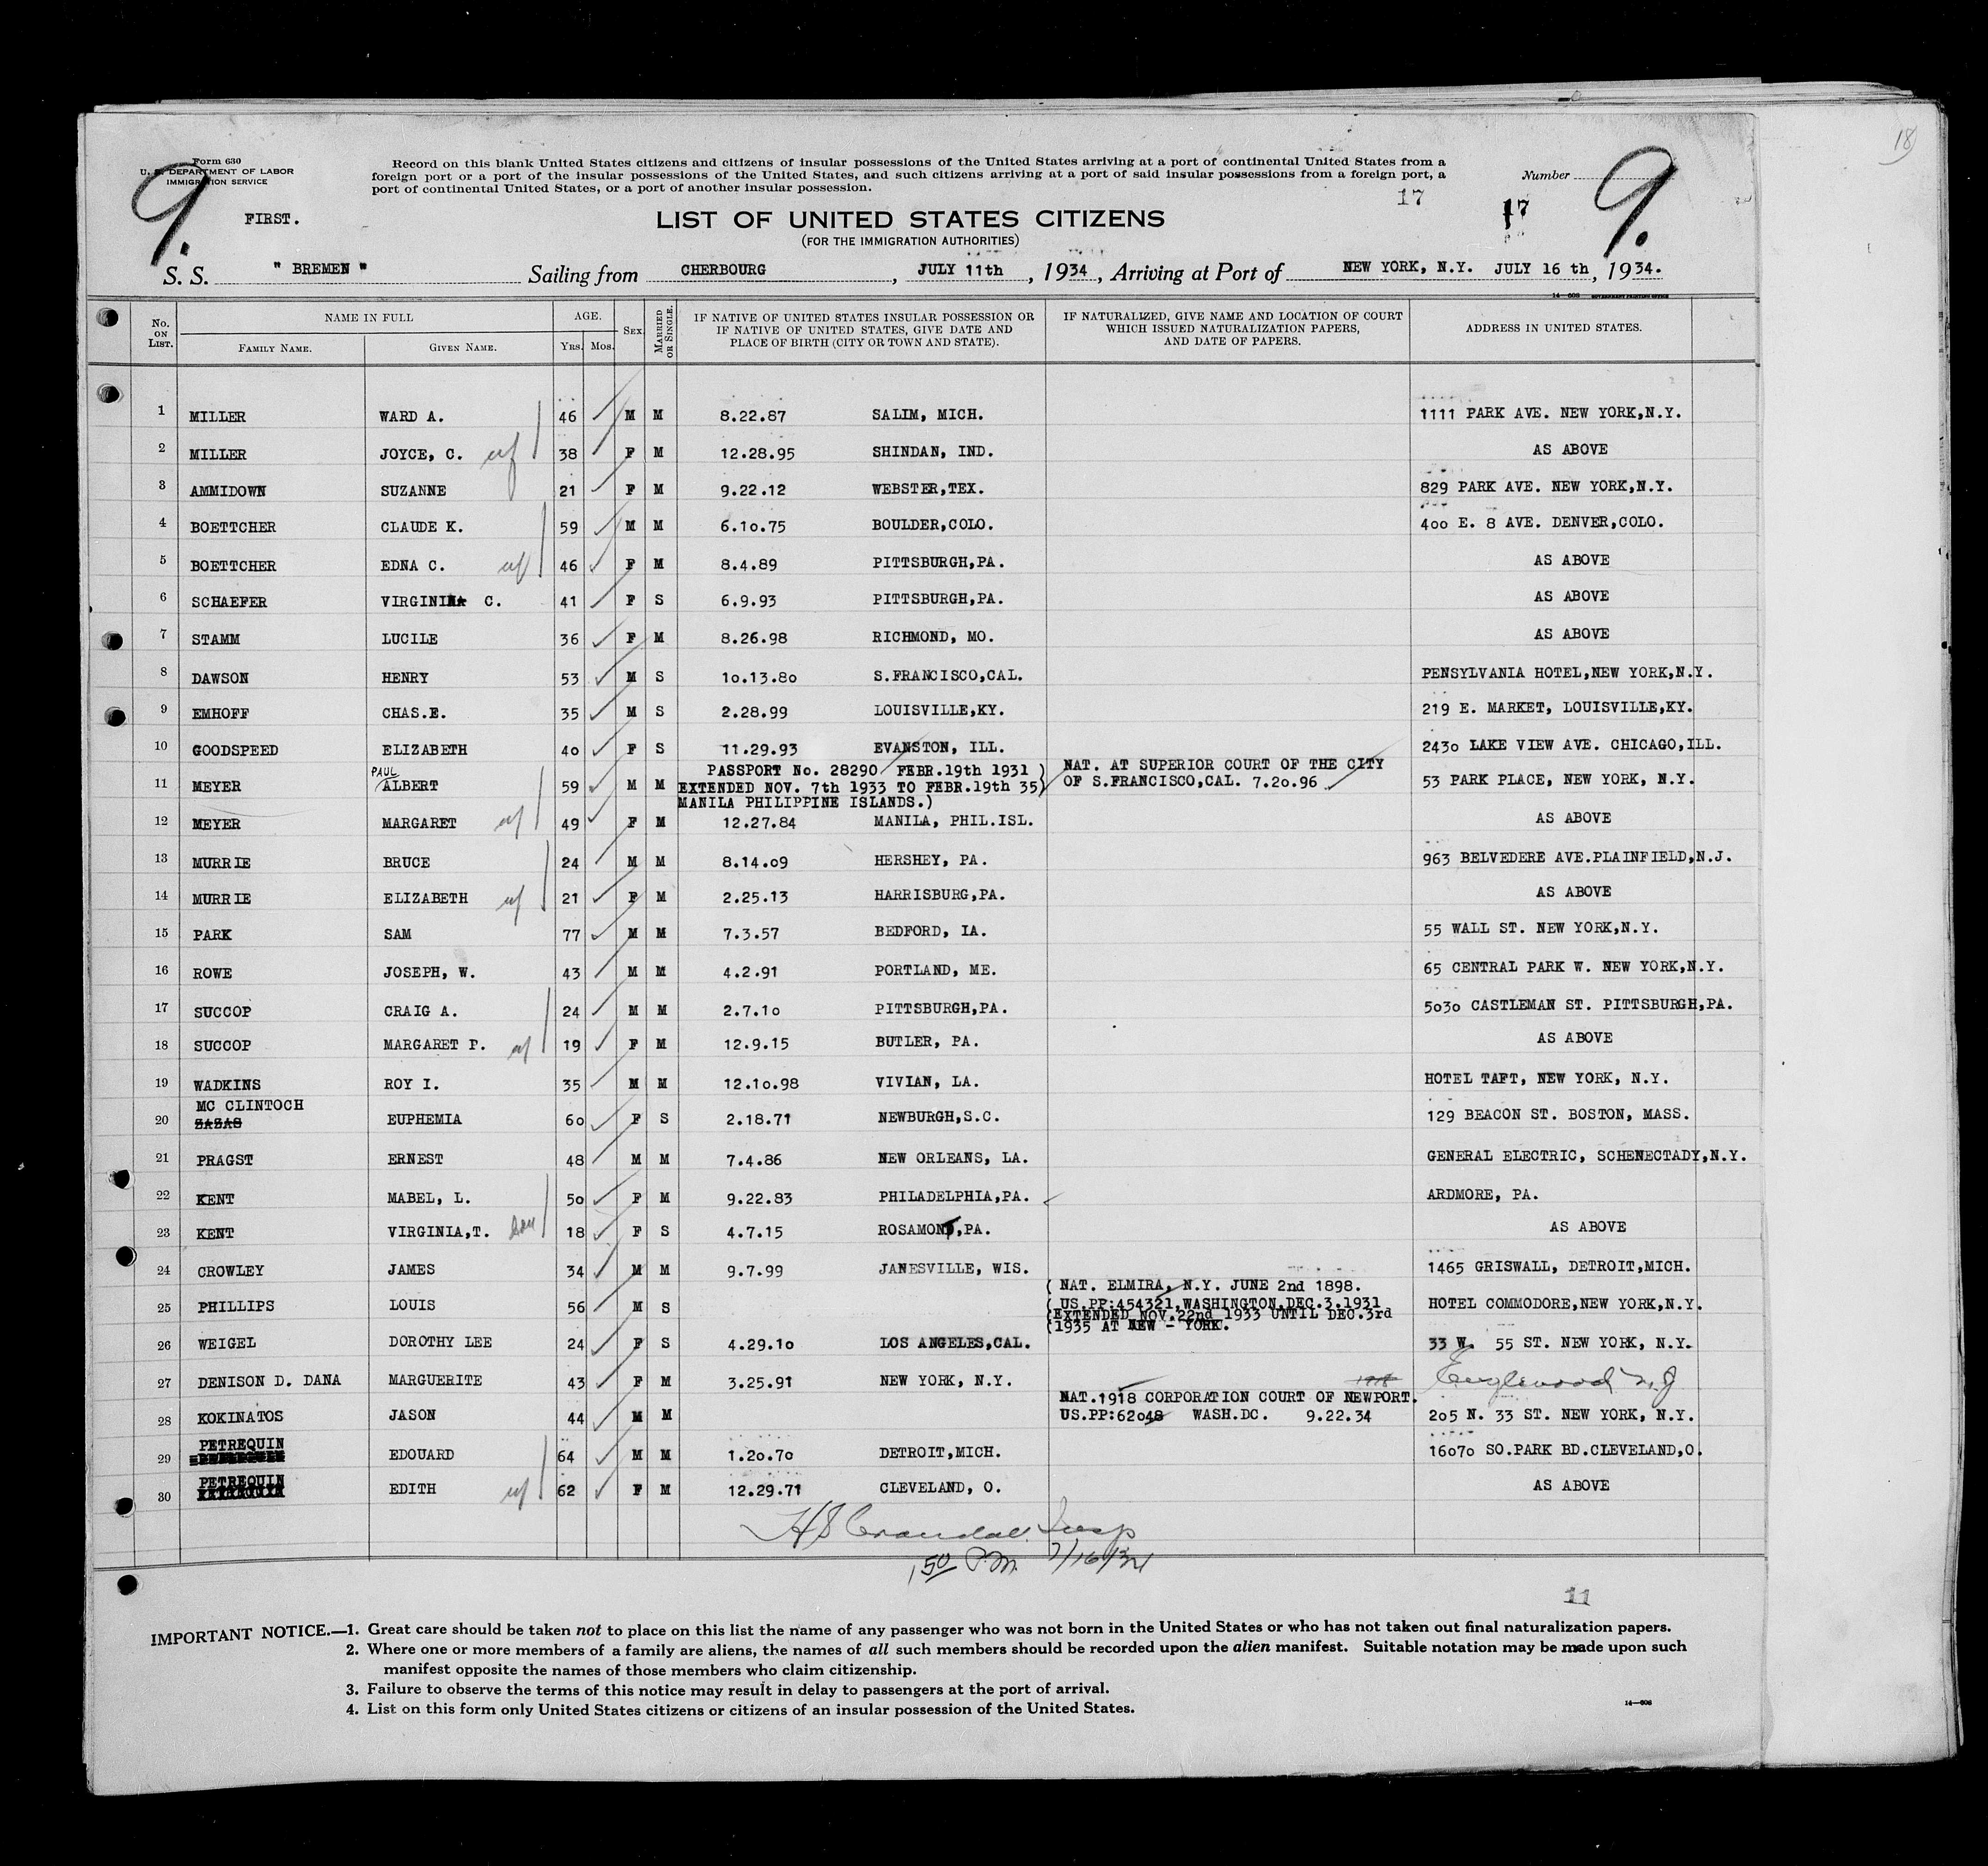 18
Form 630
U. S. DEPARTMENT OF LABOR
IMMIGRATION SERVICE
Record on this blank United States citizens and citizens of insular possessions of the United States arriving at a port of continental United States from a
foreign port or a port of the insular possessions of the United States, and such citizens arriving at a port of said insular possessions from a foreign port, a
port of continental United States, or a port of another insular possession.
Number
9. 9.
17 17
FIRST.
LIST OF UNITED STATES CITIZENS
(FOR THE IMMIGRATION AUTHORITIES)
S. S. " BREMEN " Sailing from CHERBOURG, JULY 11th, 1934, Arriving at Port of NEW YORK, N.Y. JULY 16 th, 1934.
No. ON LIST. NAME IN FULL FAMILY NAME. GIVEN NAME. AGE. Yrs. Mos. SEX MARRIED OR SINGLE. IF NATIVE OF UNITED STATES INSULAR POSSESSION OR IF NATIVE OF UNITED STATES, GIVE DATE AND PLACE OF BIRTH (CITY OR TOWN AND STATE). IF NATURALIZED, GIVE NAME AND LOCATION OF COURT WHICH ISSUED NATURALIZATION PAPERS, AND DATE OF PAPERS. ADDRESS IN UNITED STATES.
1 MILLER WARD A. 46 M M 8.22.87 SALIM, MICH. 1111 PARK AVE. NEW YORK,N.Y.
2 MILLER JOYCE, C. wf 38 F M 12.28.95 SHINDAN, IND. AS ABOVE
3 AMMIDOWN SUZANNE 21 F M 9.22.12 WEBSTER,TEX. 829 PARK AVE. NEW YORK,N.Y.
4 BOETTCHER CLAUDE K. 59 M M 6.10.75 BOULDER,COLO. 400 E. 8 AVE. DENVER,COLO.
5 BOETTCHER EDNA C. wf 46 F M 8.4.89 PITTSBURGH,PA. AS ABOVE
6 SCHAEFER VIRGINIA C. 41 F S 6.9.93 PITTSBURGH,PA. AS ABOVE
7 STAMM LUCILE 36 F M 8.26.98 RICHMOND, MO. AS ABOVE
8 DAWSON HENRY 53 M S 10.13.80 S.FRANCISCO,CAL. PENSYLVANIA HOTEL,NEW YORK,N.Y.
9 EMHOFF CHAS.E. 35 M S 2.28.99 LOUISVILLE,KY. 219 E. MARKET, LOUISVILLE,KY.
10 GOODSPEED ELIZABETH 40 F S 11.29.93 EVANSTON, ILL. 2430 LAKE VIEW AVE. CHICAGO,ILL.
11 MEYER PAUL ALBERT 59 M M PASSPORT No. 28290 FEBR.19th 1931 ) NAT. AT SUPERIOR COURT OF THE CITY
EXTENDED NOV. 7th 1933 TO FEBR.19th 35) OF S.FRANCISCO,CAL. 7.20.96 53 PARK PLACE, NEW YORK, N.Y.
MANILA PHILIPPINE ISLANDS.)
12 MEYER MARGARET wf 49 F M 12.27.84 MANILA, PHIL.ISL. AS ABOVE
13 MURRIE BRUCE 24 M M 8.14.09 HERSHEY, PA. 963 BELVEDERE AVE.PLAINFIELD,N.J.
14 MURRIE ELIZABETH wf 21 F M 2.25.13 HARRISBURG,PA. AS ABOVE
15 PARK SAM 77 M M 7.3.57 BEDFORD, IA. 55 WALL ST. NEW YORK,N.Y.
16 ROWE JOSEPH, W. 43 M M 4.2.91 PORTLAND, ME. 65 CENTRAL PARK W. NEW YORK,N.Y.
17 SUCCOP CRAIG A. 24 M M 2.7.10 PITTSBURGH,PA. 5030 CASTLEMAN ST. PITTSBURGH,PA.
18 SUCCOP MARGARET P. wf 19 F M 12.9.15 BUTLER, PA. AS ABOVE
19 WADKINS ROY I. 35 M M 12.10.98 VIVIAN, LA. HOTEL TAFT, NEW YORK, N.Y.
MC CLINTOCH
20 EUPHEMIA 60 F S 2.18.71 NEWBURGH,S.C. 129 BEACON ST. BOSTON, MASS.
21 PRAGST ERNEST 48 M M 7.4.86 NEW ORLEANS, LA. GENERAL ELECTRIC, SCHENECTADY,N.Y.
22 KENT MABEL, L. 50 F M 9.22.83 PHILADELPHIA,PA. ARDMORE, PA.
23 KENT VIRGINIA,T. dau 18 F S 4.7.15 ROSAMONT,PA. AS ABOVE
24 CROWLEY JAMES 34 M M 9.7.99 JANESVILLE, WIS. 1465 GRISWALL, DETROIT,MICH.
( NAT. ELMIRA, N.Y. JUNE 2nd 1898.
25 PHILLIPS LOUIS 56 M S ( US.PP:454321,WASHINGTON,DEC.3.1931 HOTEL COMMODORE,NEW YORK,N.Y.
(EXTENDED NOV.22nd 1933 UNTIL DEC.3rd
(1935 AT NEW - YORK.
26 WEIGEL DOROTHY LEE 24 F S 4.29.10 LOS ANGELES,CAL. 33 W. 55 ST. NEW YORK, N.Y.
27 DENISON D. DANA MARGUERITE 43 F M 3.25.91 NEW YORK, N.Y. 1918 Englewood N.J
NAT.1918 CORPORATION COURT OF NEWPORT.
28 KOKINATOS JASON 44 M M US.PP:62048 WASH.DC. 9.22.34 205 N. 33 ST. NEW YORK, N.Y.
29 PETREQUIN EDOUARD 64 M M 1.20.70 DETROIT,MICH. 16070 SO.PARK BD.CLEVELAND,O.
30 PETREQUIN EDITH wf 62 F M 12.29.71 CLEVELAND, O. AS ABOVE
H S Crandall Insp
1 50 P.M. 7/16/34
11
IMPORTANT NOTICE.—1. Great care should be taken not to place on this list the name of any passenger who was not born in the United States or who has not taken out final naturalization papers.
2. Where one or more members of a family are aliens, the names of all such members should be recorded upon the alien manifest. Suitable notation may be made upon such
manifest opposite the names of those members who claim citizenship.
3. Failure to observe the terms of this notice may result in delay to passengers at the port of arrival.
4. List on this form only United States citizens or citizens of an insular possession of the United States.
14—608